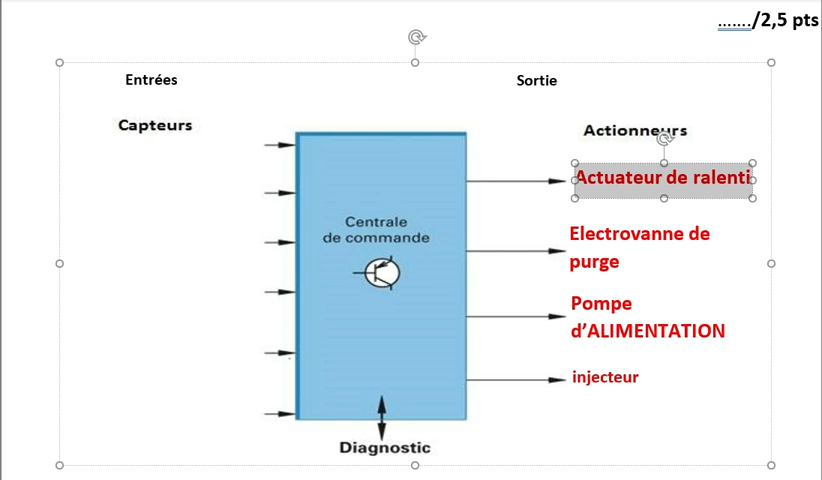 ......./2,5 pts
Entrées
Sortie
Capteurs
Actionneurs
Actuateur de ralenti
Centrale
de commande
Electrovanne de
purge
Pompe
d’ALIMENTATION
injecteur
Diagnostic